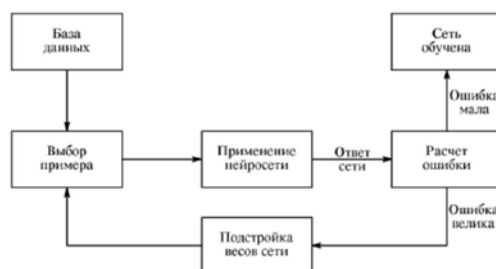 База
данных
Сеть
обучена
Ошибка
мала
Выбор
примера
Применение
нейросети
Ответ
сети
Расчет
ошибки
Ошибка
велика
Подстройка
весов сети